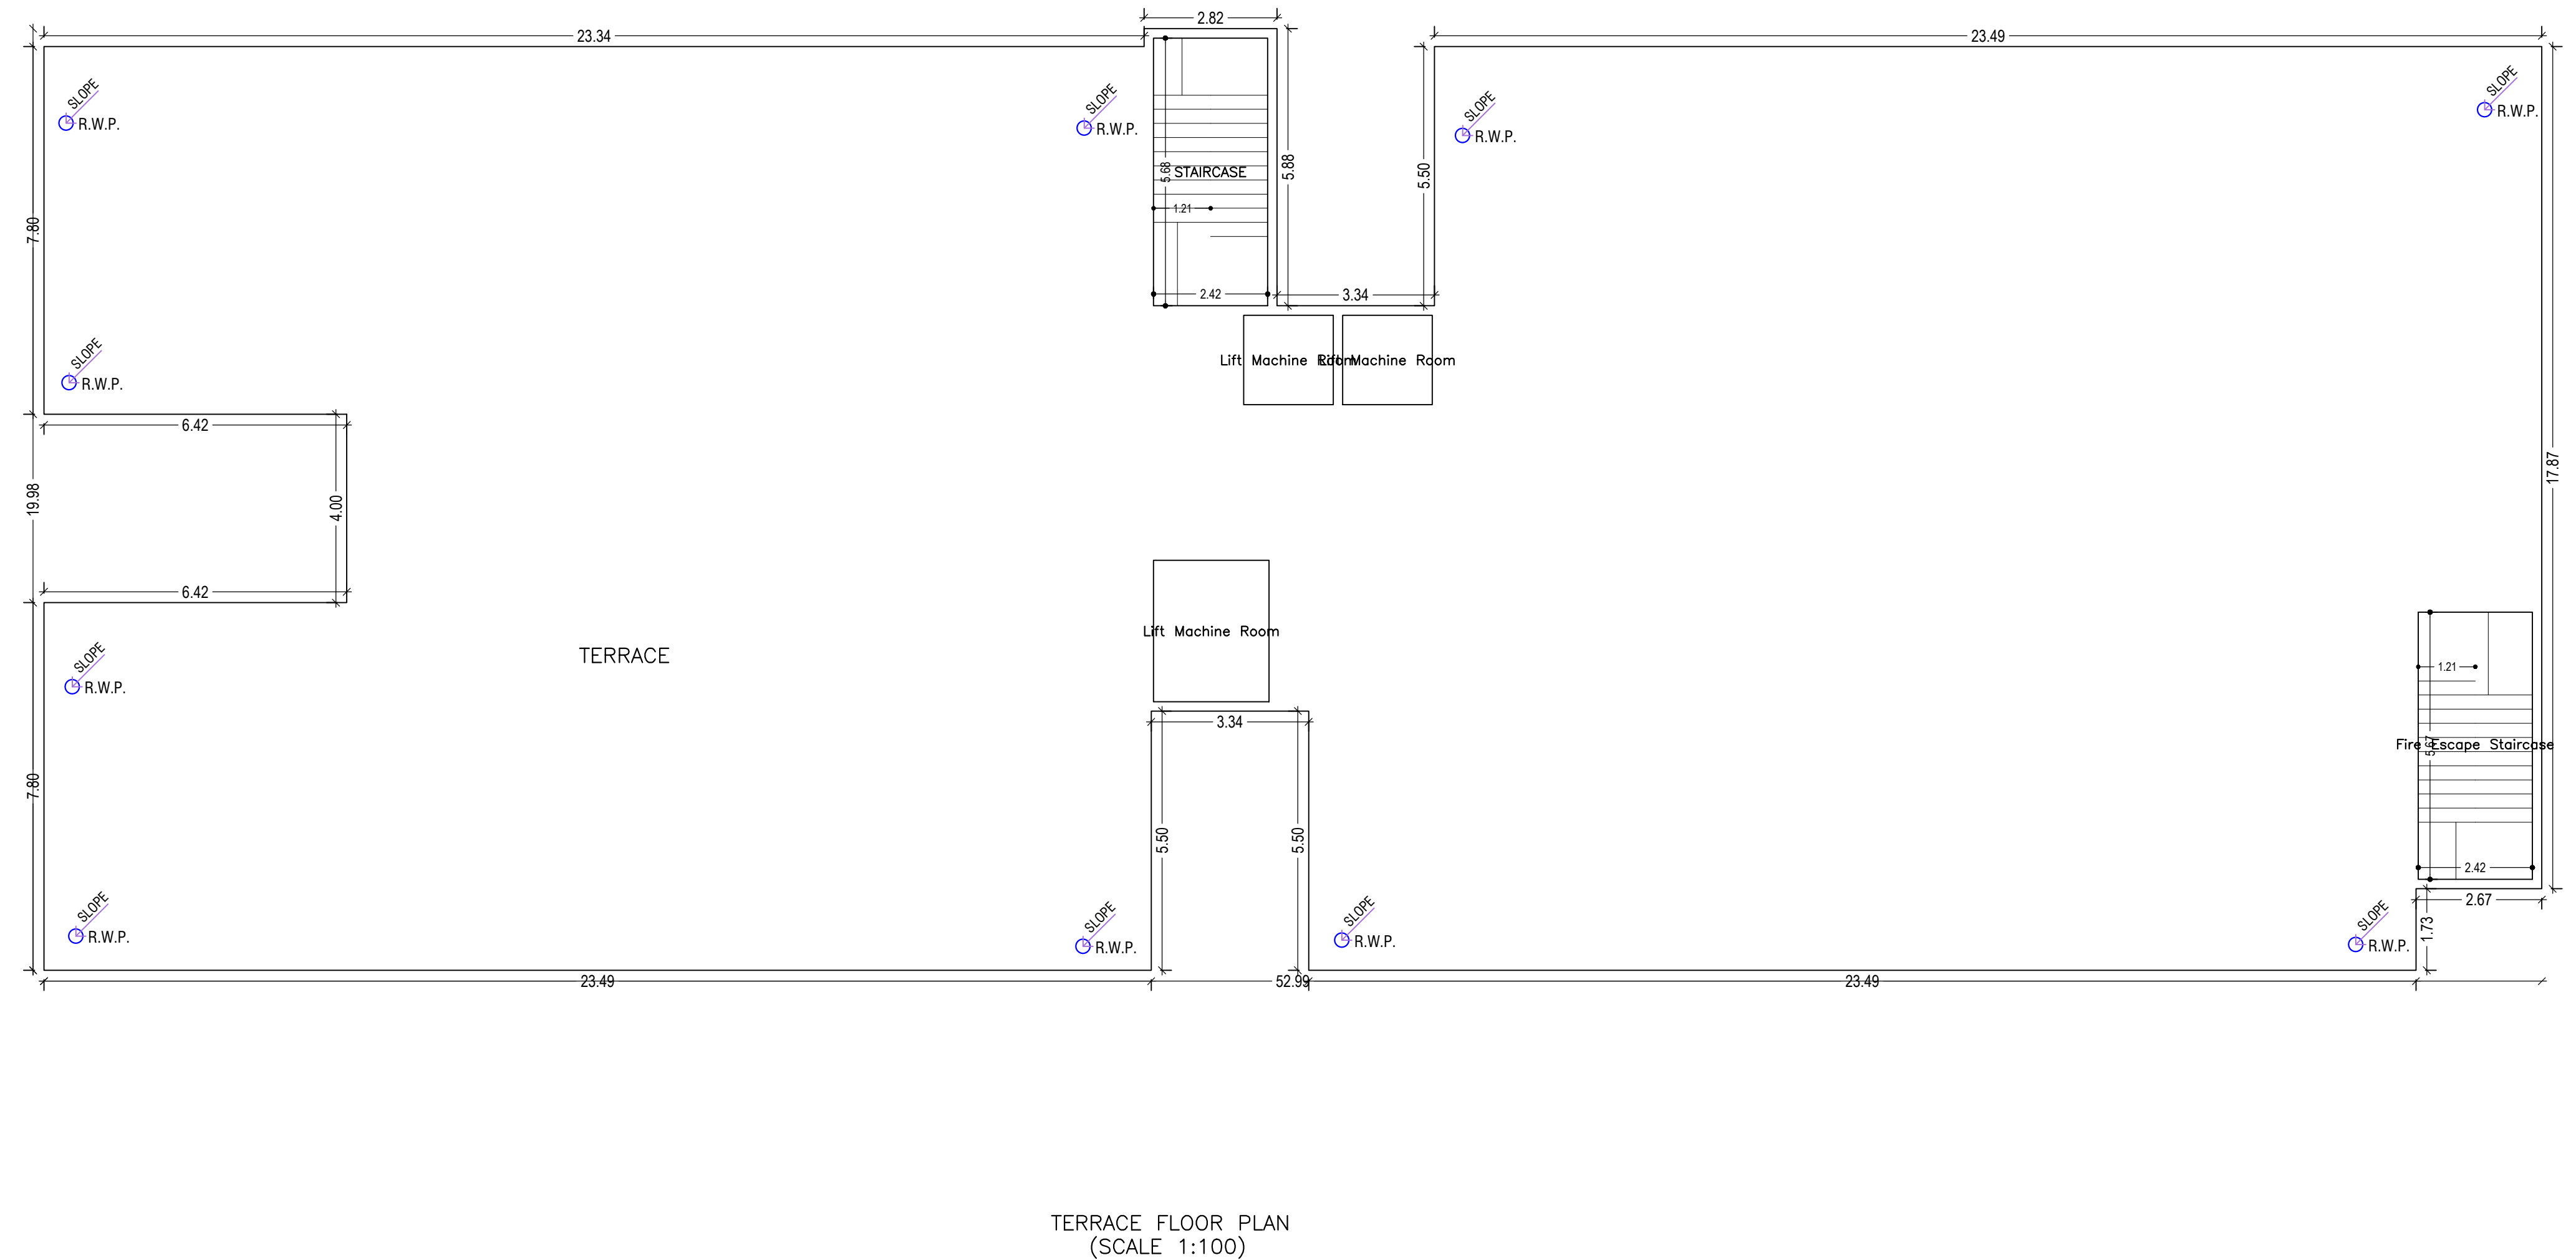 2.82
23.34
23.49
SLOPE
R.W.P.
SLOPE
R.W.P.
SLOPE
R.W.P.
SLOPE
R.W.P.
5.68
STAIRCASE
5.88
5.50
1.21
7.80
2.42
3.34
SLOPE
R.W.P.
Lift Machine Room
Lift Machine Room
6.42
17.87
19.98
4.00
6.42
Lift Machine Room
TERRACE
SLOPE
R.W.P.
1.21
3.34
5.67
Fire Escape Staircase
7.80
5.50
5.50
2.42
2.67
SLOPE
R.W.P.
SLOPE
R.W.P.
SLOPE
R.W.P.
SLOPE
R.W.P.
1.73
23.49
52.99
23.49
TERRACE FLOOR PLAN
(SCALE 1:100)